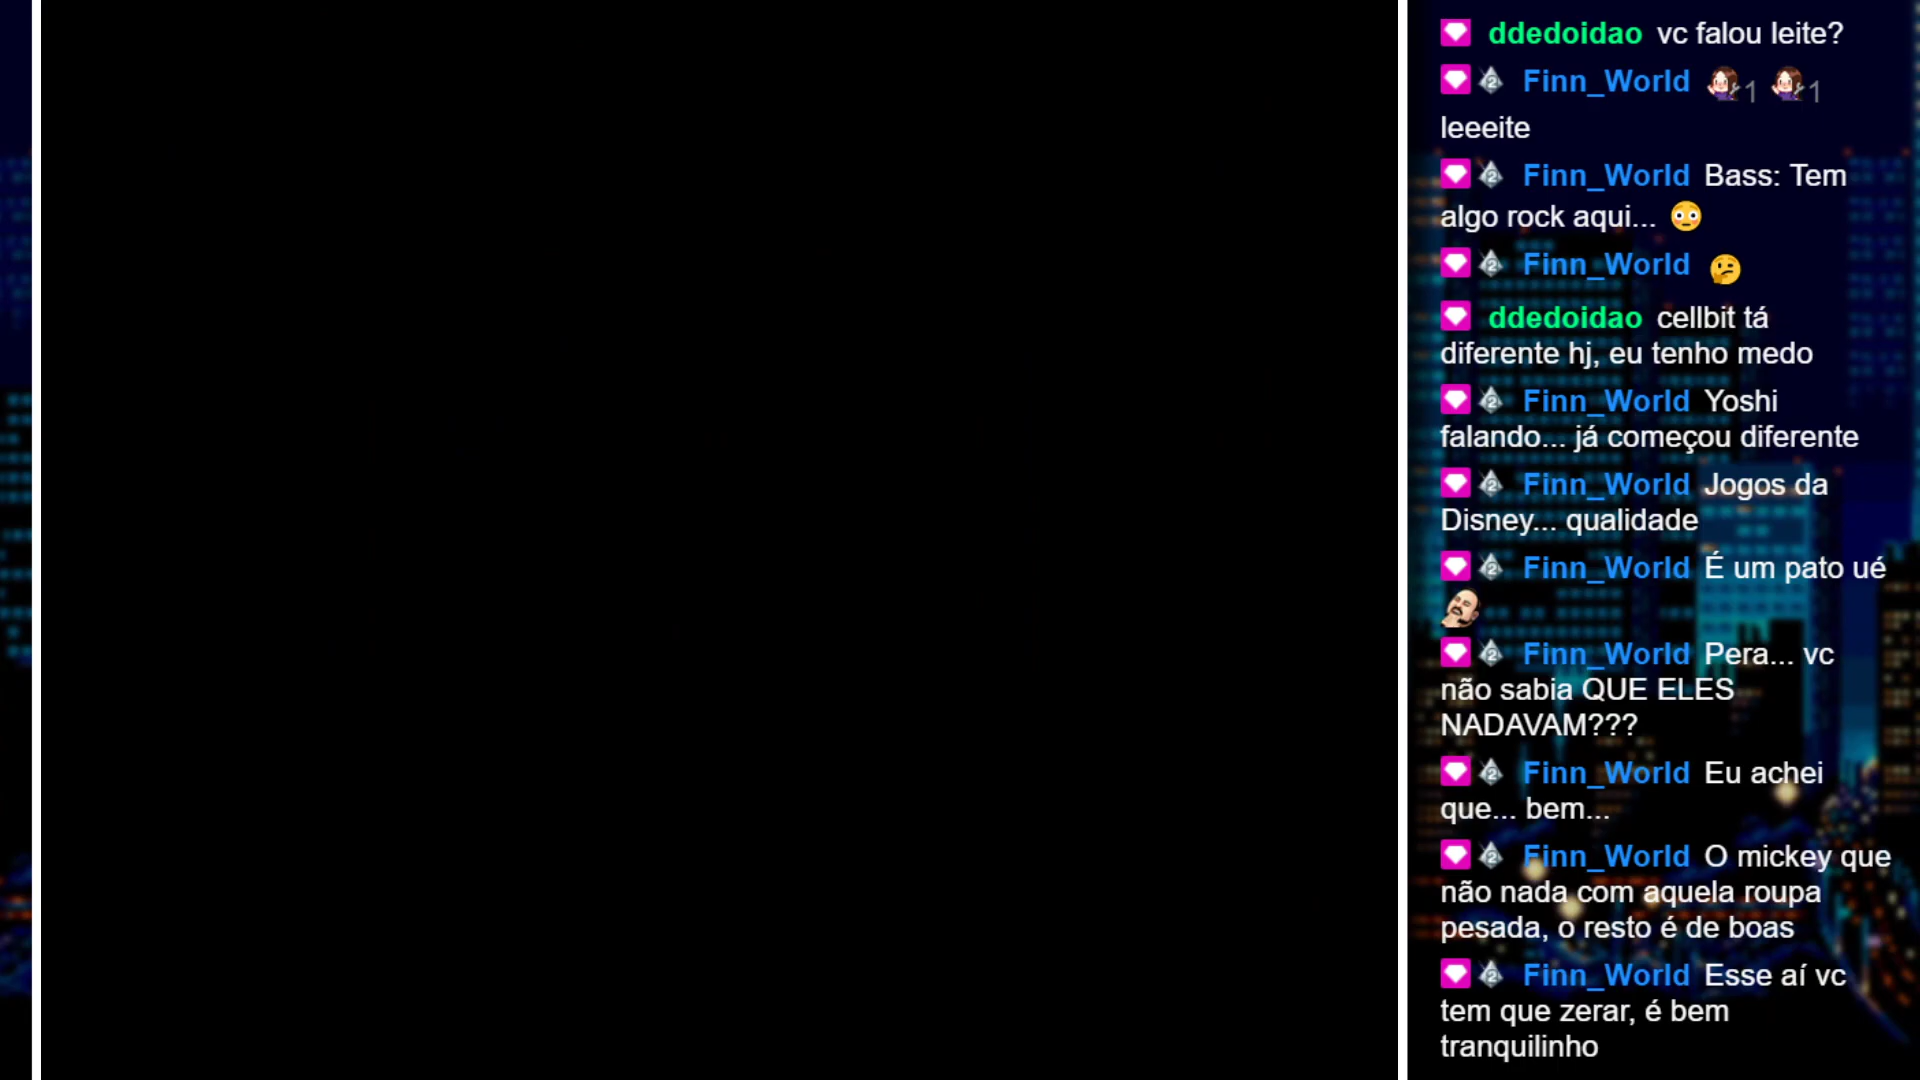 ddedoidao vc falou leite?
Finn_World 1 1
leeeite
Finn_World Bass: Tem
algo rock aqui... 😳
Finn_World 🤔
ddedoidao cellbit tá
diferente hj, eu tenho medo
Finn_World Yoshi
falando... já começou diferente
Finn_World Jogos da
Disney... qualidade
Finn_World É um pato ué
Finn_World Pera... vc
não sabia QUE ELES
NADAVAM???
Finn_World Eu achei
que... bem...
Finn_World O mickey que
não nada com aquela roupa
pesada, o resto é de boas
Finn_World Esse aí vc
tem que zerar, é bem
tranquilinho